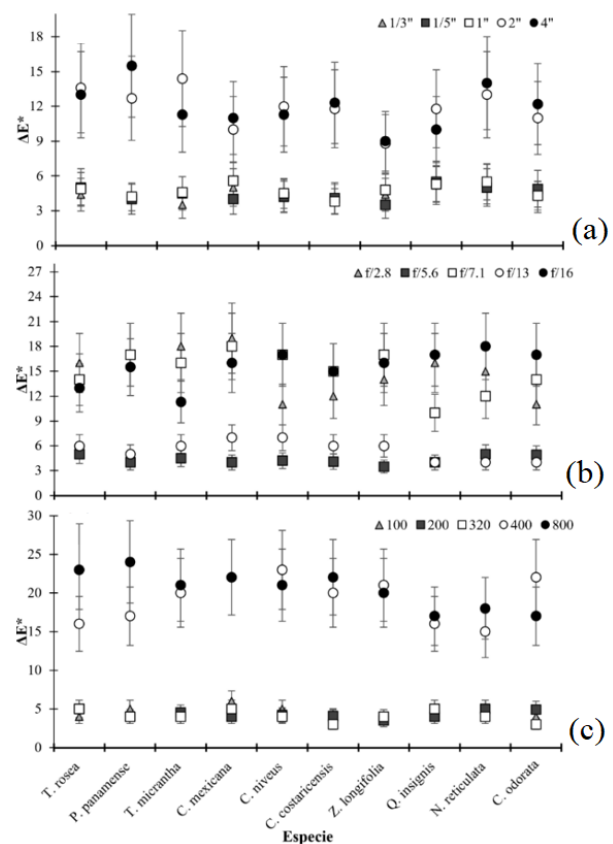 1/3" 1/5" 1" 2" 4"
18
15
12
9
6
3
0
ΔE*
(a)
f/2.8 f/5.6 f/7.1 f/13 f/16
27
24
21
18
15
12
9
6
3
0
ΔE*
(b)
100 200 320 400 800
30
25
20
15
10
5
0
ΔE*
(c)
T. rosea
P. panamense
T. micrantha
C. mexicana
C. niveus
C. costaricensis
Z. longifolia
Q. insignis
N. reticulata
C. odorata
Especie